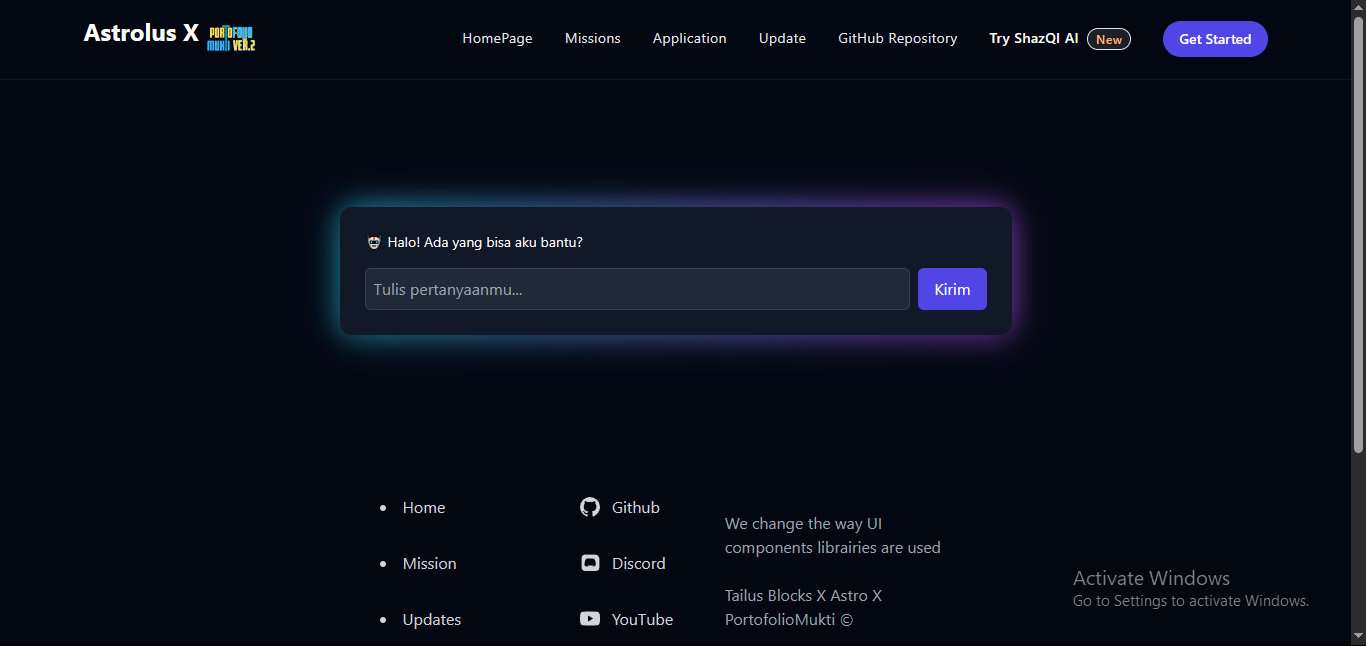 Astrolus X PORTOFOLIO
MUKTI VER.2
HomePage Missions Application Update GitHub Repository Try ShazQI AI New Get Started
Halo! Ada yang bisa aku bantu?
Tulis pertanyaanmu... Kirim
Home
Mission
Updates
Github
Discord
YouTube
We change the way UI
components librairies are used
Tailus Blocks X Astro X
PortofolioMukti ©
Activate Windows
Go to Settings to activate Windows.